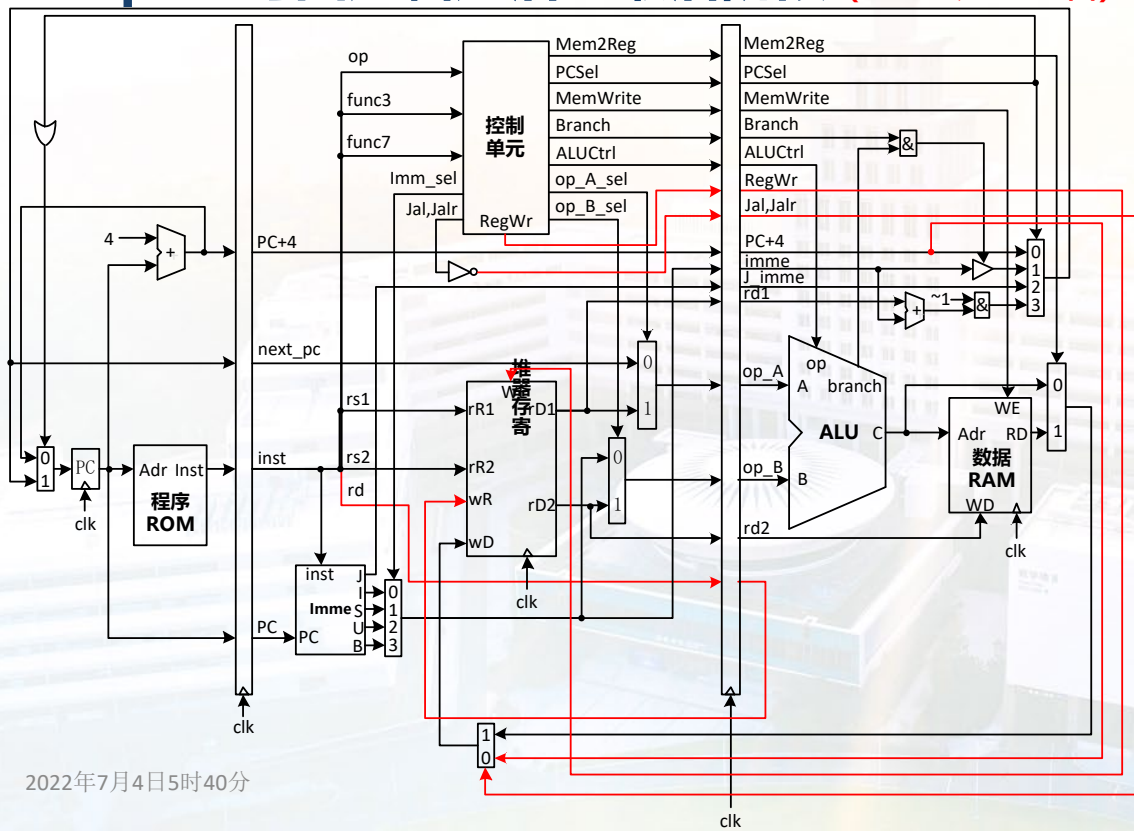 op
func3
func7
Imm_sel
Jal,Jalr
控制
单元
RegWr
Mem2Reg
PCSel
MemWrite
Branch
ALUCtrl
op_A_sel
op_B_sel
Mem2Reg
PCSel
MemWrite
Branch
ALUCtrl
RegWr
Jal,Jalr
PC+4
imme
J_imme
rd1
&
~1
&
+
0
1
2
3
4
+
PC+4
next_pc
0
1
PC
clk
Adr Inst
程序
ROM
inst
rs1
rs2
rd
堆
器
存
寄
W
rR1
rR2
wR
wD
rD1
rD2
clk
0
1
0
1
op_A
op_B
rd2
op
branch
A
B
ALU
C
WE
Adr
RD
数据
RAM
WD
clk
0
1
PC
inst
PC
Imme
J
I
S
U
B
0
1
2
3
clk
1
0
clk
2022年7月4日5时40分